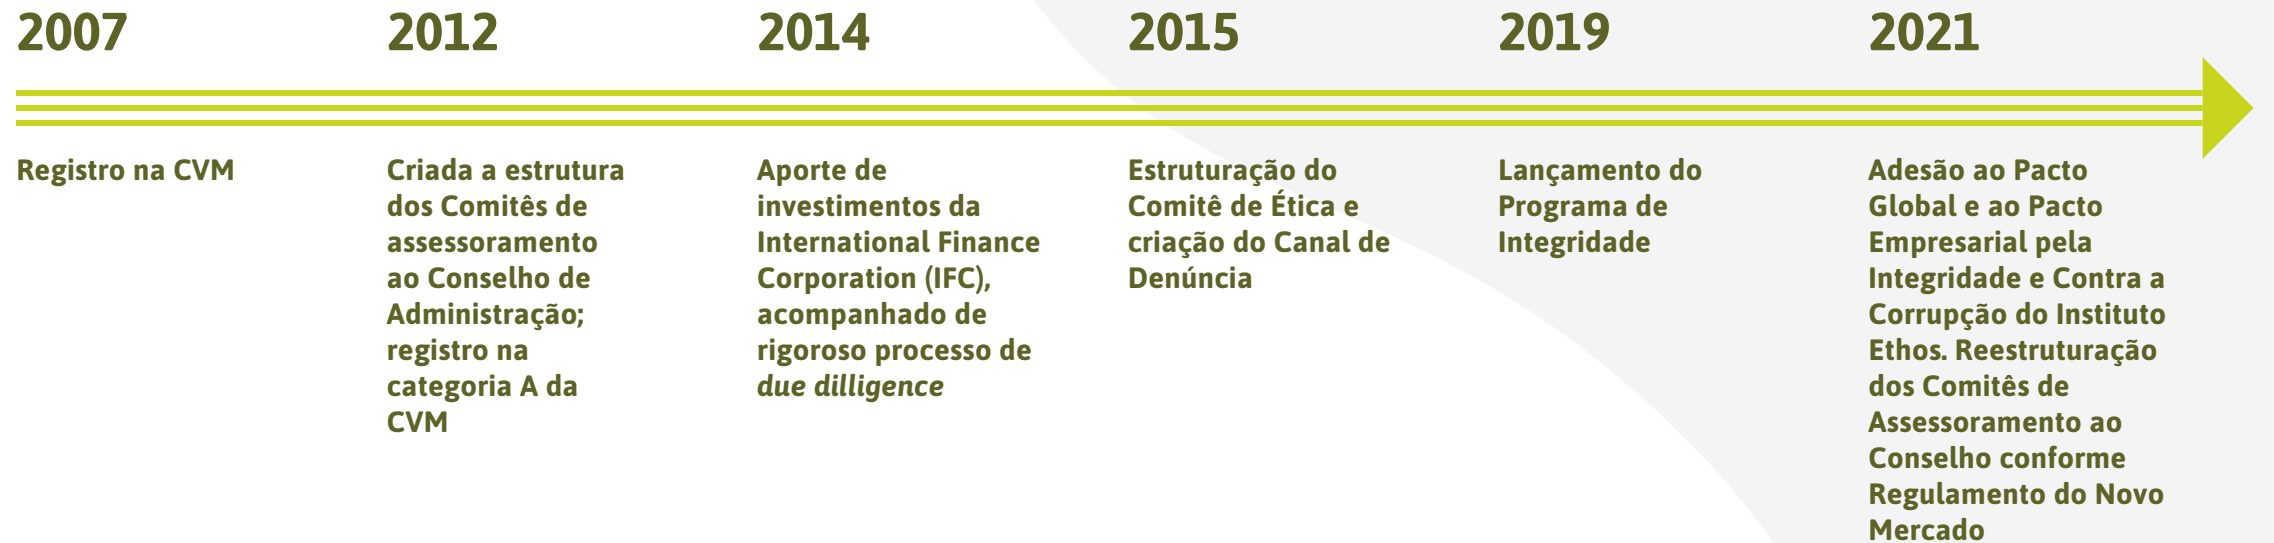 2007
Registro na CVM
2012
Criada a estrutura
dos Comitês de
assessoramento
ao Conselho de
Administração;
registro na
categoria A da
CVM
2014
Aporte de
investimentos da
International Finance
Corporation (IFC),
acompanhado de
rigoroso processo de
due dilligence
2015
Estruturação do
Comitê de Ética e
criação do Canal de
Denúncia
2019
Lançamento do
Programa de
Integridade
2021
Adesão ao Pacto
Global e ao Pacto
Empresarial pela
Integridade e Contra a
Corrupção do Instituto
Ethos. Reestruturação
dos Comitês de
Assessoramento ao
Conselho conforme
Regulamento do Novo
Mercado